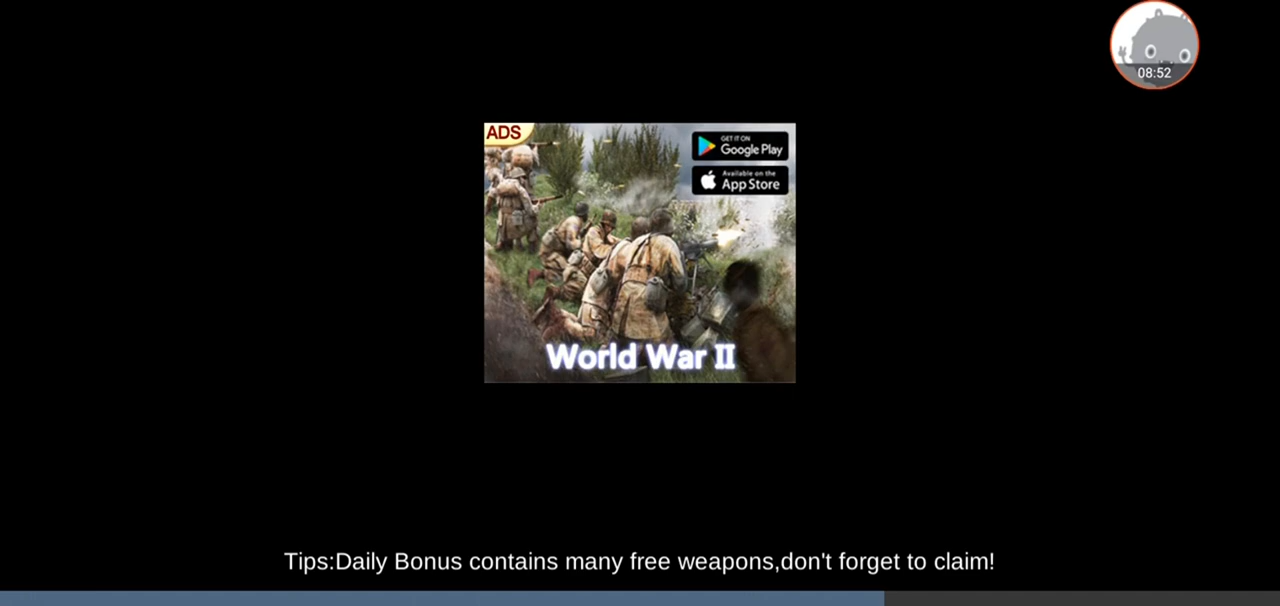 08:52
ADS
GET IT ON
Google Play
Available on the
App Store
World War II
Tips:Daily Bonus contains many free weapons,don't forget to claim!